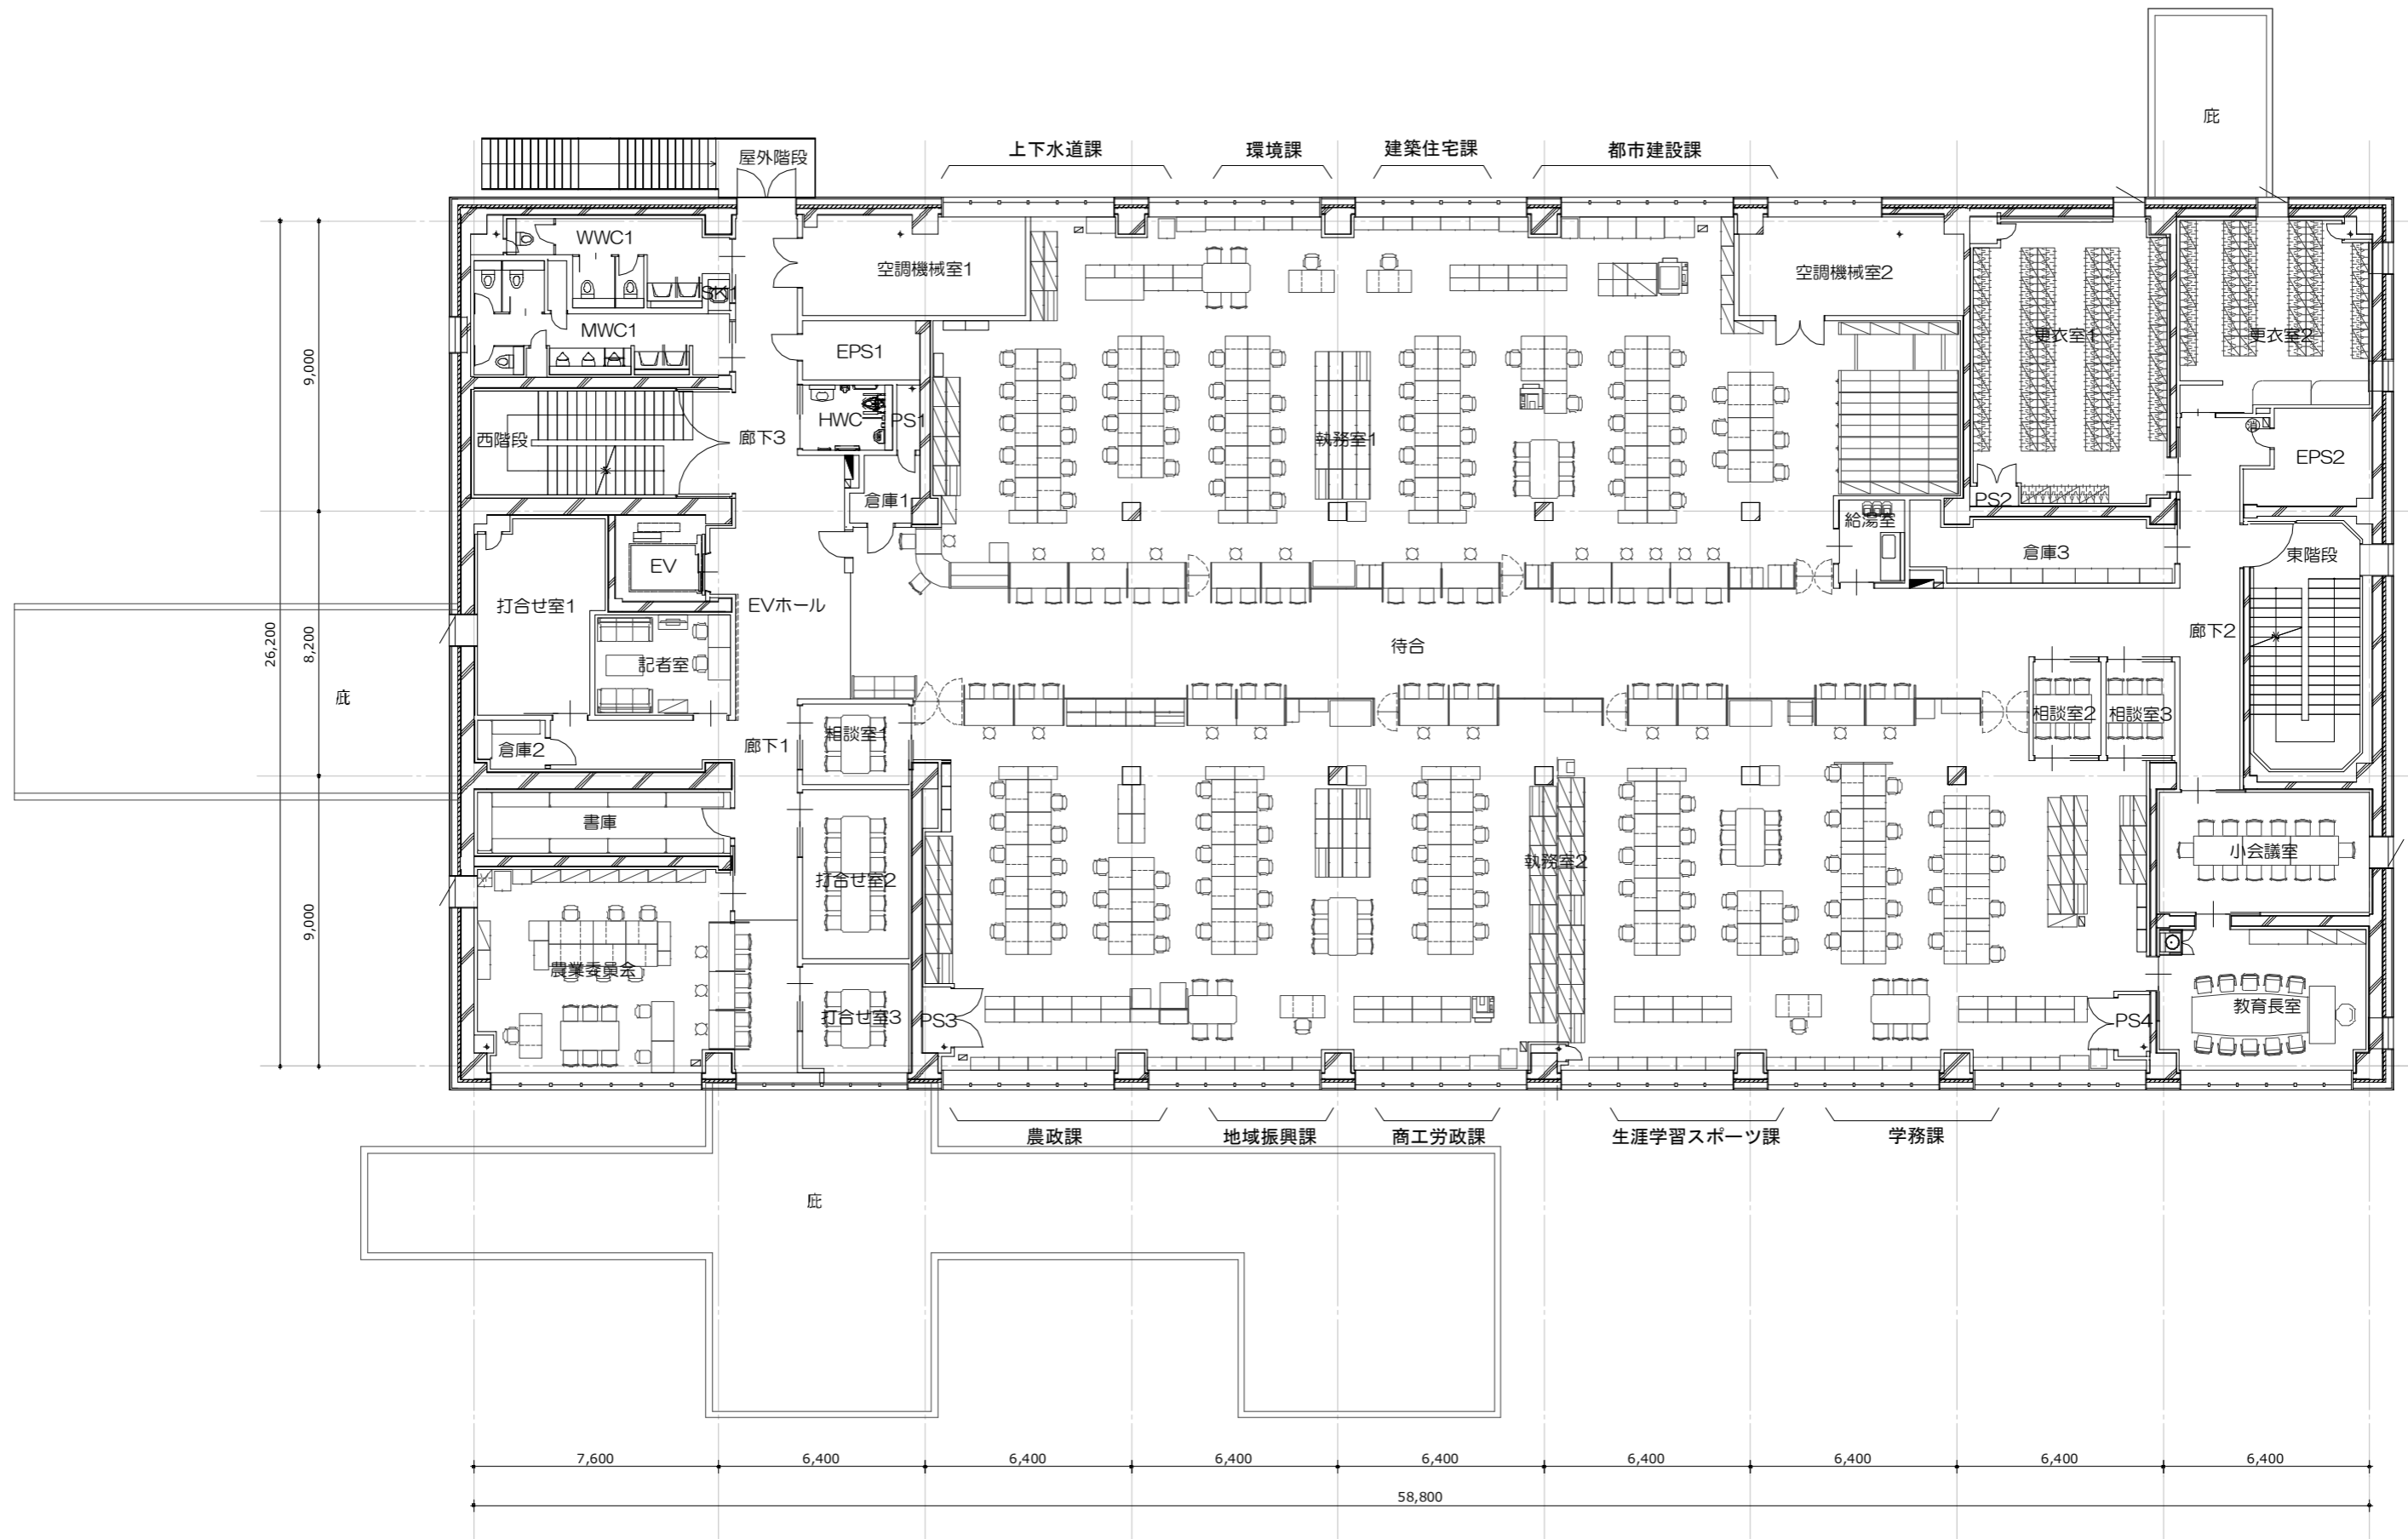 庇
上下水道課
環境課
建築住宅課
都市建設課
屋外階段
WWC1
SK1
空調機械室1
空調機械室2
MWC1
EPS1
更衣室1
更衣室2
9,000
HWC
PS1
西階段
廊下3
執務室1
EPS2
倉庫1
PS2
給湯室
倉庫3
東階段
EV
打合せ室1
EVホール
26,200
8,200
待合
廊下2
記者室
庇
倉庫2
廊下1
相談室1
相談室2
相談室3
書庫
打合せ室2
執務室2
小会議室
9,000
農業委員会
打合せ室3
PS3
PS4
教育長室
農政課
地域振興課
商工労政課
生涯学習スポーツ課
学務課
庇
7,600
6,400
6,400
6,400
6,400
6,400
6,400
6,400
6,400
58,800